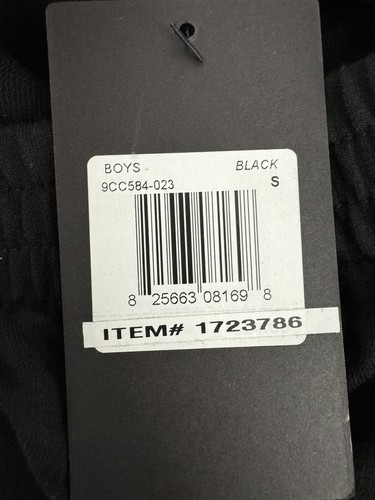 BOYS BLACK
9CC584-023 S
8 25663 08169 8
ITEM# 1723786